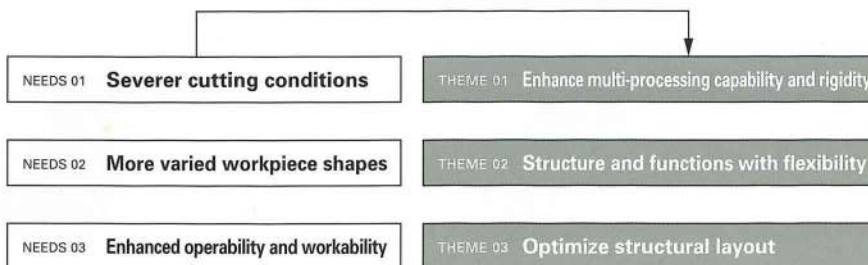 NEEDS 01 Severer cutting conditions
THEME 01 Enhance multi-processing capability and rigidity
NEEDS 02 More varied workpiece shapes
THEME 02 Structure and functions with flexibility
NEEDS 03 Enhanced operability and workability
THEME 03 Optimize structural layout